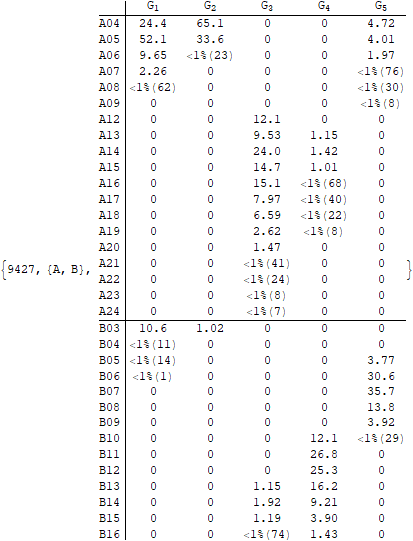 G1 G2 G3 G4 G5
A04 24.4 65.1 0 0 4.72
A05 52.1 33.6 0 0 4.01
A06 9.65 <1%(23) 0 0 1.97
A07 2.26 0 0 0 <1%(76)
A08 <1%(62) 0 0 0 <1%(30)
A09 0 0 0 0 <1%(8)
A12 0 0 12.1 0 0
A13 0 0 9.53 1.15 0
A14 0 0 24.0 1.42 0
A15 0 0 14.7 1.01 0
A16 0 0 15.1 <1%(68) 0
A17 0 0 7.97 <1%(40) 0
A18 0 0 6.59 <1%(22) 0
A19 0 0 2.62 <1%(8) 0
A20 0 0 1.47 0 0
{9427, {A, B}, A21 0 0 <1%(41) 0 0 }
A22 0 0 <1%(24) 0 0
A23 0 0 <1%(8) 0 0
A24 0 0 <1%(7) 0 0
B03 10.6 1.02 0 0 0
B04 <1%(11) 0 0 0 0
B05 <1%(14) 0 0 0 3.77
B06 <1%(1) 0 0 0 30.6
B07 0 0 0 0 35.7
B08 0 0 0 0 13.8
B09 0 0 0 0 3.92
B10 0 0 0 12.1 <1%(29)
B11 0 0 0 26.8 0
B12 0 0 0 25.3 0
B13 0 0 1.15 16.2 0
B14 0 0 1.92 9.21 0
B15 0 0 1.19 3.90 0
B16 0 0 <1%(74) 1.43 0